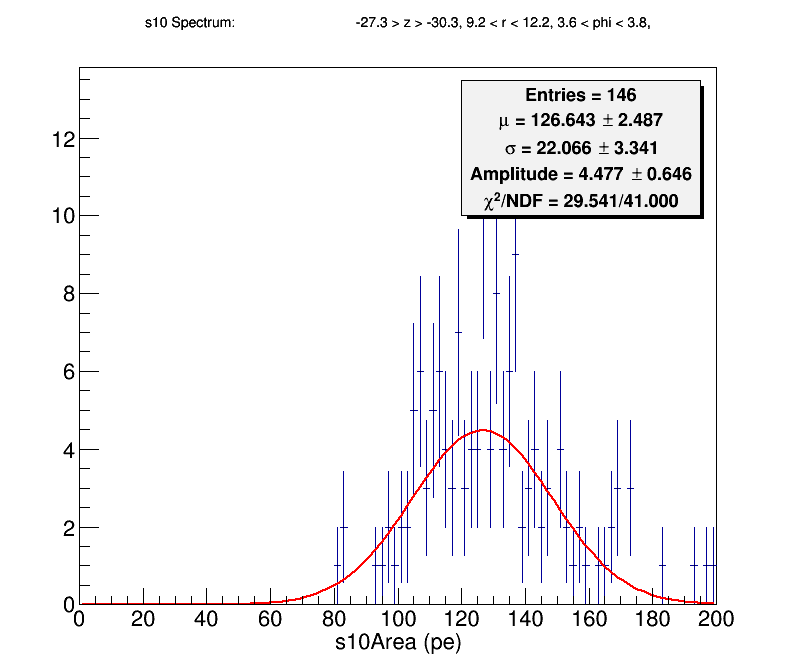 s10 Spectrum: -27.3 > z > -30.3, 9.2 < r < 12.2, 3.6 < phi < 3.8,
Entries = 146
μ = 126.643 ± 2.487
σ = 22.066 ± 3.341
Amplitude = 4.477 ± 0.646
χ²/NDF = 29.541/41.000
12
10
8
6
4
2
0
0 20 40 60 80 100 120 140 160 180 200
s10Area (pe)